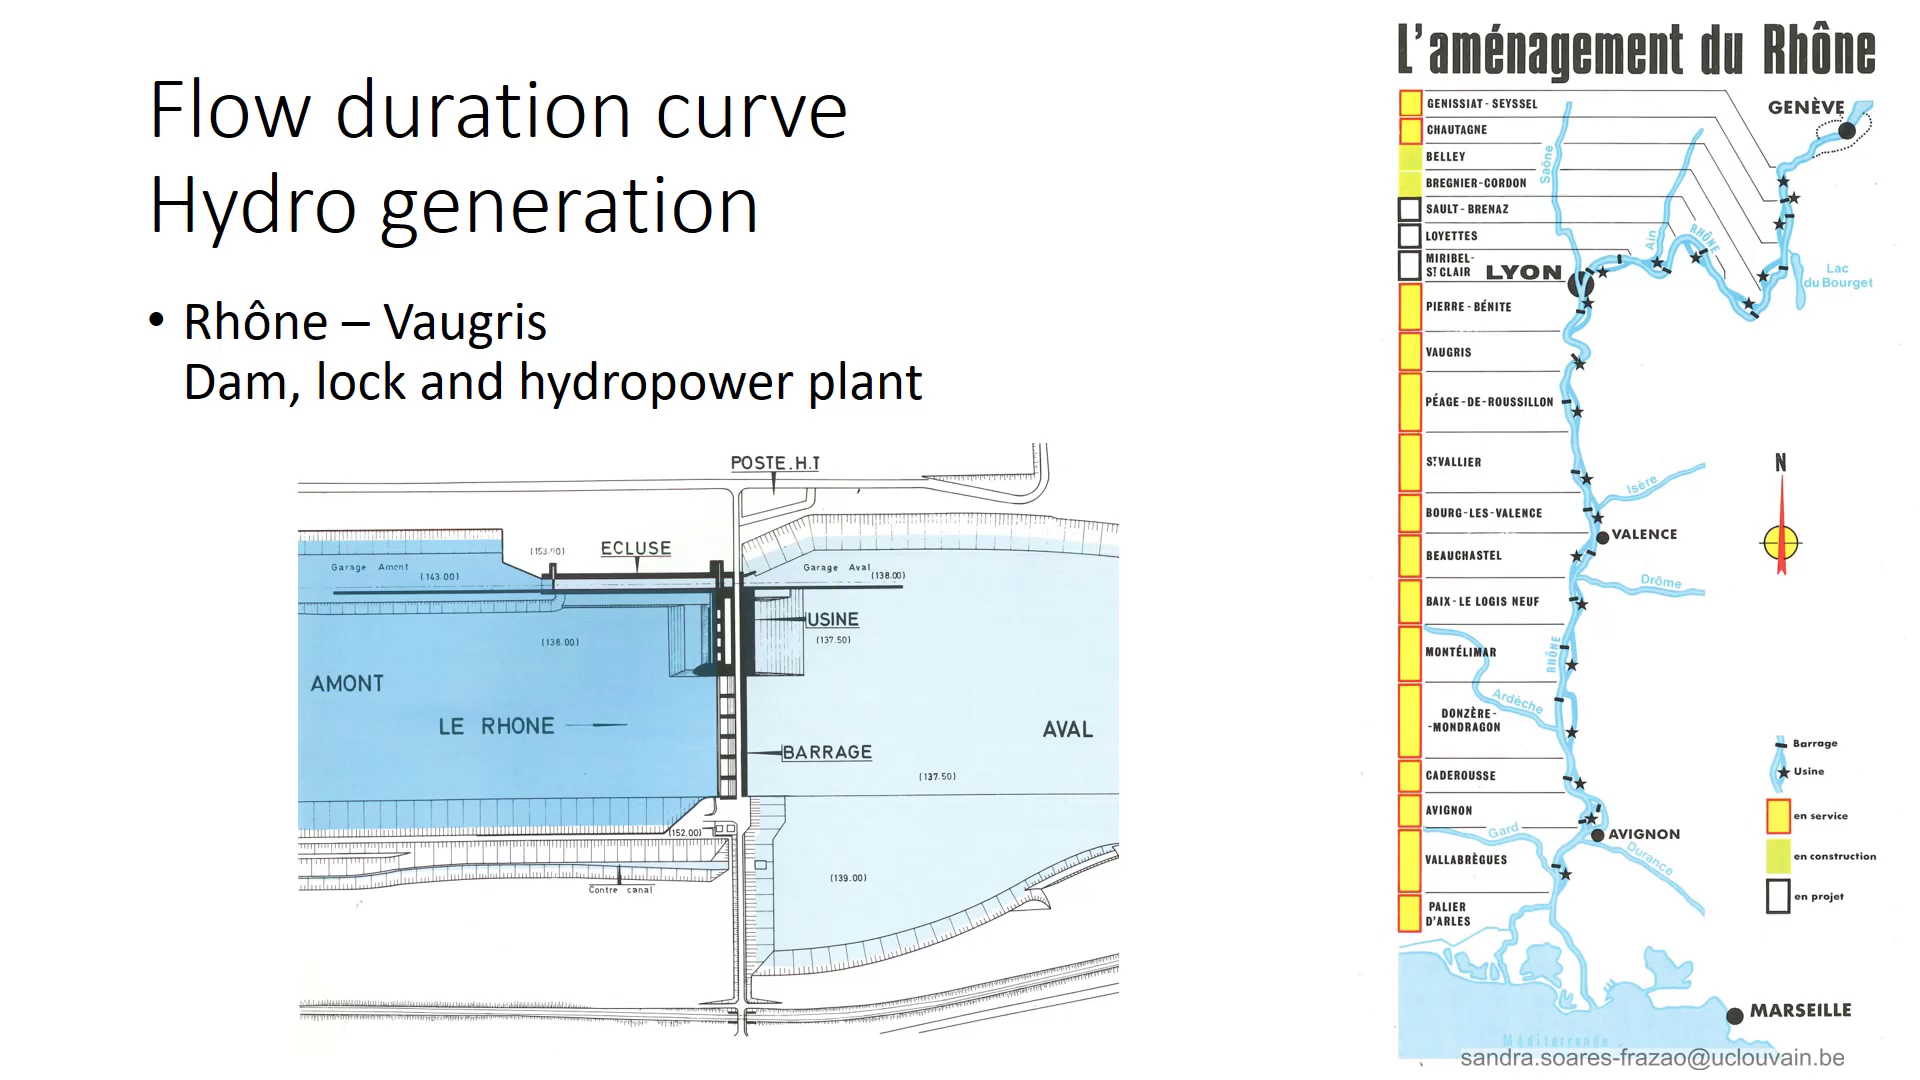 Flow duration curve
Hydro generation
• Rhône – Vaugris
Dam, lock and hydropower plant
POSTE.H.T
(153.00)
ECLUSE
Garage Amont
(143.00)
Garage Aval
(138.00)
USINE
(137.50)
(138.00)
AMONT
LE RHONE
AVAL
BARRAGE
(137.50)
(152.00)
(139.00)
Contre canal
L'aménagement du Rhône
GENISSIAT - SEYSSEL
CHAUTAGNE
BELLEY
BREGNIER-CORDON
SAULT-BRENAZ
LOYETTES
MIRIBEL-
ST CLAIR
PIERRE-BÉNITE
VAUGRIS
PÉAGE-DE-ROUSSILLON
ST VALLIER
BOURG-LES-VALENCE
BEAUCHASTEL
BAIX-LE LOGIS NEUF
MONTÉLIMAR
DONZÈRE-
-MONDRAGON
CADEROUSSE
AVIGNON
VALLABRÈGUES
PALIER
D'ARLES
GENÈVE
Saône
Ain
RHÔNE
Lac
du Bourget
LYON
N
Isère
VALENCE
Drôme
RHÔNE
Ardèche
Gard
AVIGNON
Durance
Barrage
Usine
en service
en construction
en projet
MARSEILLE
Méditerranée
sandra.soares-frazao@uclouvain.be